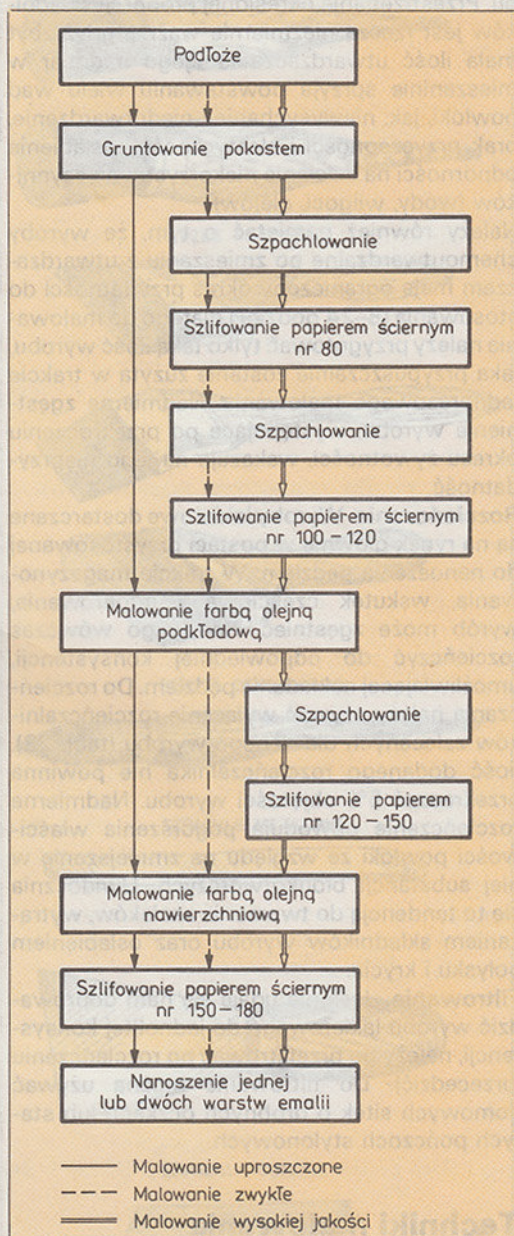 Podłoże
Gruntowanie pokostem
Szpachlowanie
Szlifowanie papierem ściernym
nr 80
Szpachlowanie
Szlifowanie papierem ściernym
nr 100-120
Malowanie farbą olejną
podkładową
Szpachlowanie
Szlifowanie papierem
nr 120-150
Malowanie farbą olejną
nawierzchniową
Szlifowanie papierem ściernym
nr 150-180
Nanoszenie jednej
lub dwóch warstw emalii
Malowanie uproszczone
Malowanie zwykłe
Malowanie wysokiej jakości